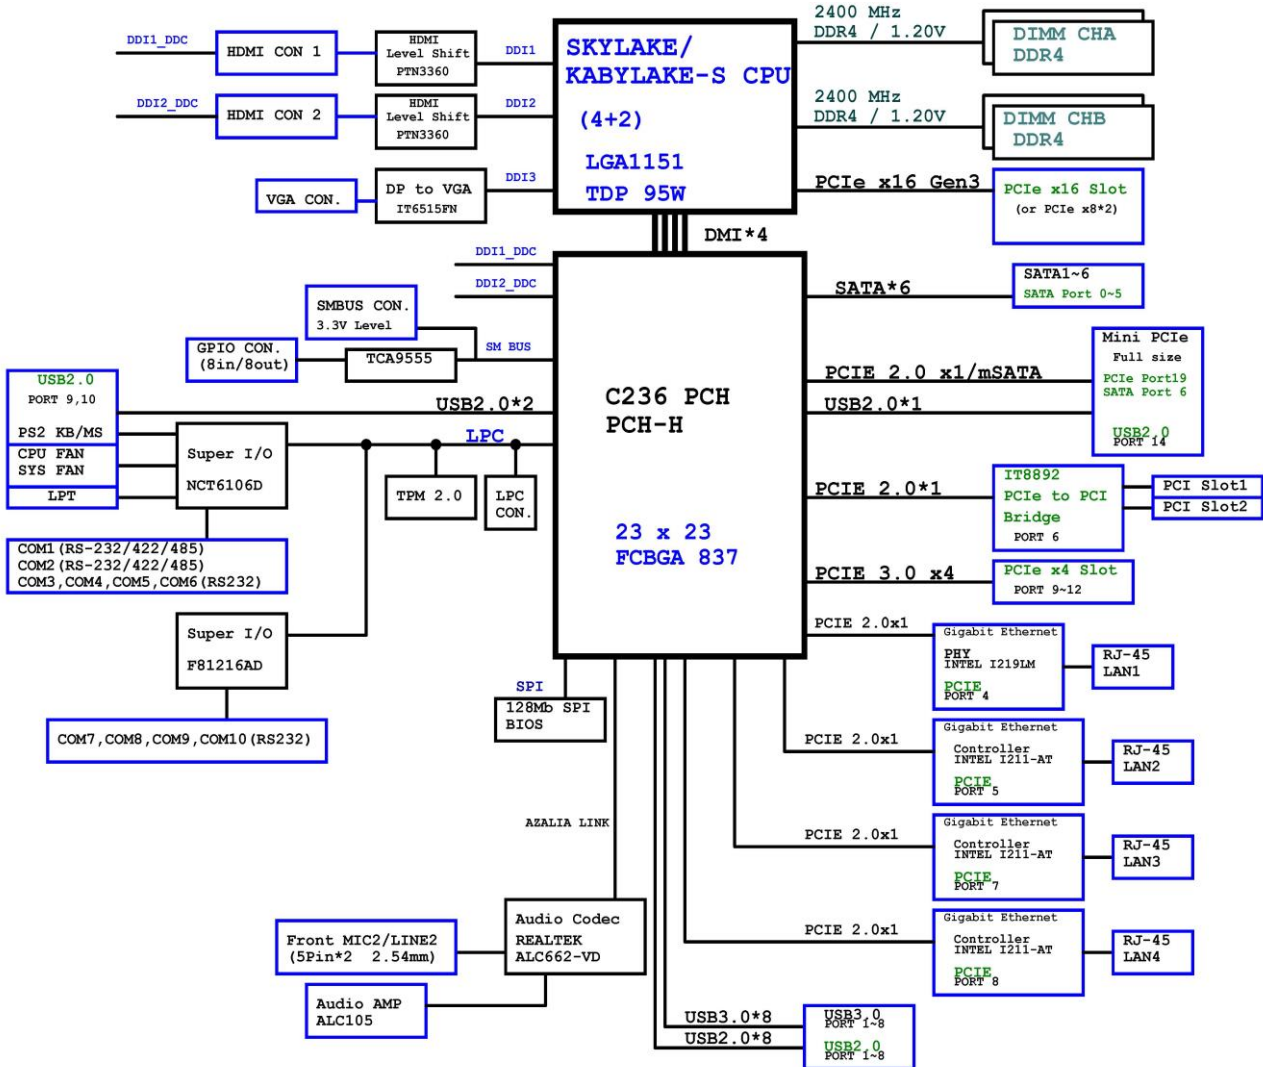 DDI1_DDC
HDMI CON 1
HDMI
Level Shift
PTN3360
DDI1
DDI2_DDC
HDMI CON 2
HDMI
Level Shift
PTN3360
DDI2
VGA CON.
DP to VGA
IT6515FN
DDI3
SKYLAKE/
KABYLAKE-S CPU
(4+2)
LGA1151
TDP 95W
2400 MHz
DDR4 / 1.20V
DIMM CHA
DDR4
2400 MHz
DDR4 / 1.20V
DIMM CHB
DDR4
PCIe x16 Gen3
PCIe x16 Slot
(or PCIe x8*2)
DMI*4
DDI1_DDC
DDI2_DDC
SMBUS CON.
3.3V Level
SM BUS
GPIO CON.
(8in/8out)
TCA9555
USB2.0
PORT 9,10
USB2.0*2
PS2 KB/MS
CPU FAN
SYS FAN
LPT
Super I/O
NCT6106D
LPC
TPM 2.0
LPC
CON.
COM1(RS-232/422/485)
COM2(RS-232/422/485)
COM3,COM4,COM5,COM6(RS232)
Super I/O
F81216AD
COM7,COM8,COM9,COM10(RS232)
C236 PCH
PCH-H
23 x 23
FCBGA 837
SATA*6
SATA1~6
SATA Port 0~5
PCIE 2.0 x1/mSATA
USB2.0*1
Mini PCIe
Full size
PCIe Port19
SATA Port 6
USB2.0
PORT 14
PCIE 2.0*1
IT8892
PCIe to PCI
Bridge
PORT 6
PCI Slot1
PCI Slot2
PCIE 3.0 x4
PCIe x4 Slot
PORT 9~12
PCIE 2.0x1
Gigabit Ethernet
PHY
INTEL I219LM
PCIE
PORT 4
RJ-45
LAN1
PCIE 2.0x1
Gigabit Ethernet
Controller
INTEL I211-AT
PCIE
PORT 5
RJ-45
LAN2
PCIE 2.0x1
Gigabit Ethernet
Controller
INTEL I211-AT
PCIE
PORT 7
RJ-45
LAN3
PCIE 2.0x1
Gigabit Ethernet
Controller
INTEL I211-AT
PCIE
PORT 8
RJ-45
LAN4
SPI
128Mb SPI
BIOS
AZALIA LINK
Audio Codec
REALTEK
ALC662-VD
Front MIC2/LINE2
(5Pin*2 2.54mm)
Audio AMP
ALC105
USB3.0*8
USB2.0*8
USB3.0
PORT 1~8
USB2.0
PORT 1~8